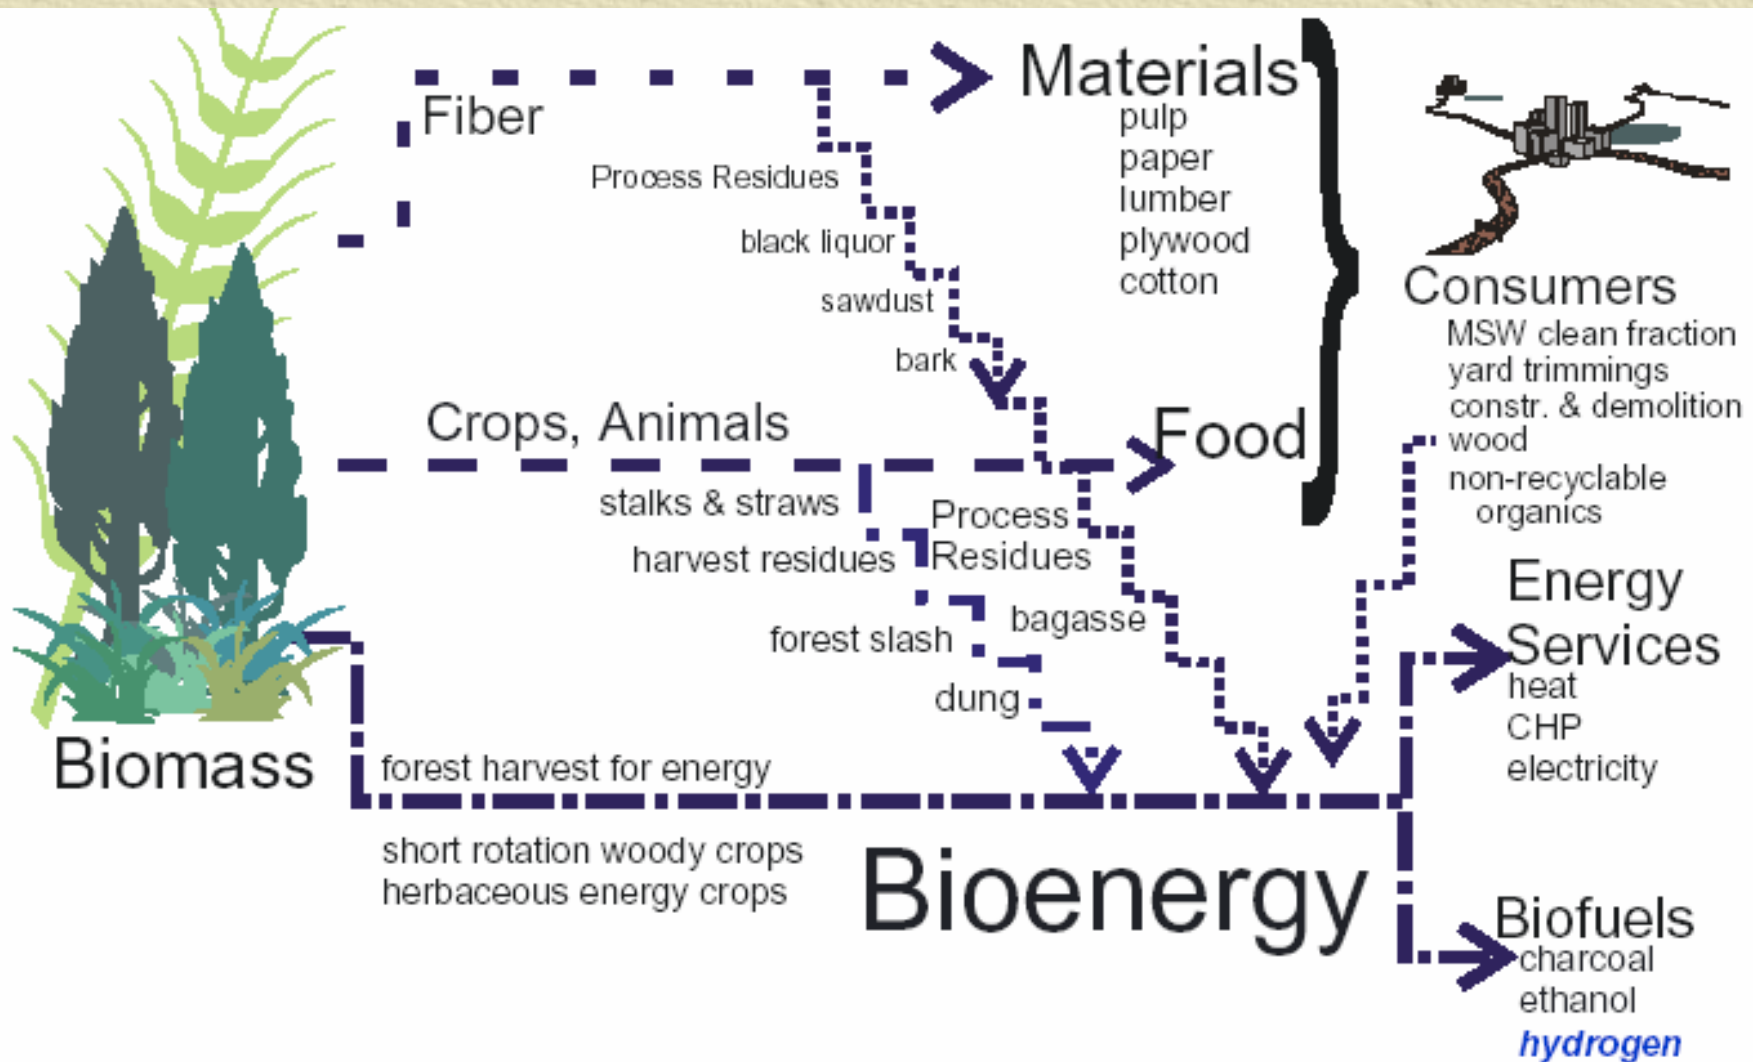 Fiber
Materials
pulp
paper
lumber
plywood
cotton
Process Residues
black liquor
sawdust
bark
Consumers
MSW clean fraction
yard trimmings
constr. & demolition
wood
non-recyclable
organics
Crops, Animals
Food
stalks & straws
harvest residues
forest slash
dung
Process
Residues
bagasse
Energy
Services
heat
CHP
electricity
Biomass
forest harvest for energy
short rotation woody crops
herbaceous energy crops
Bioenergy
Biofuels
charcoal
ethanol
hydrogen